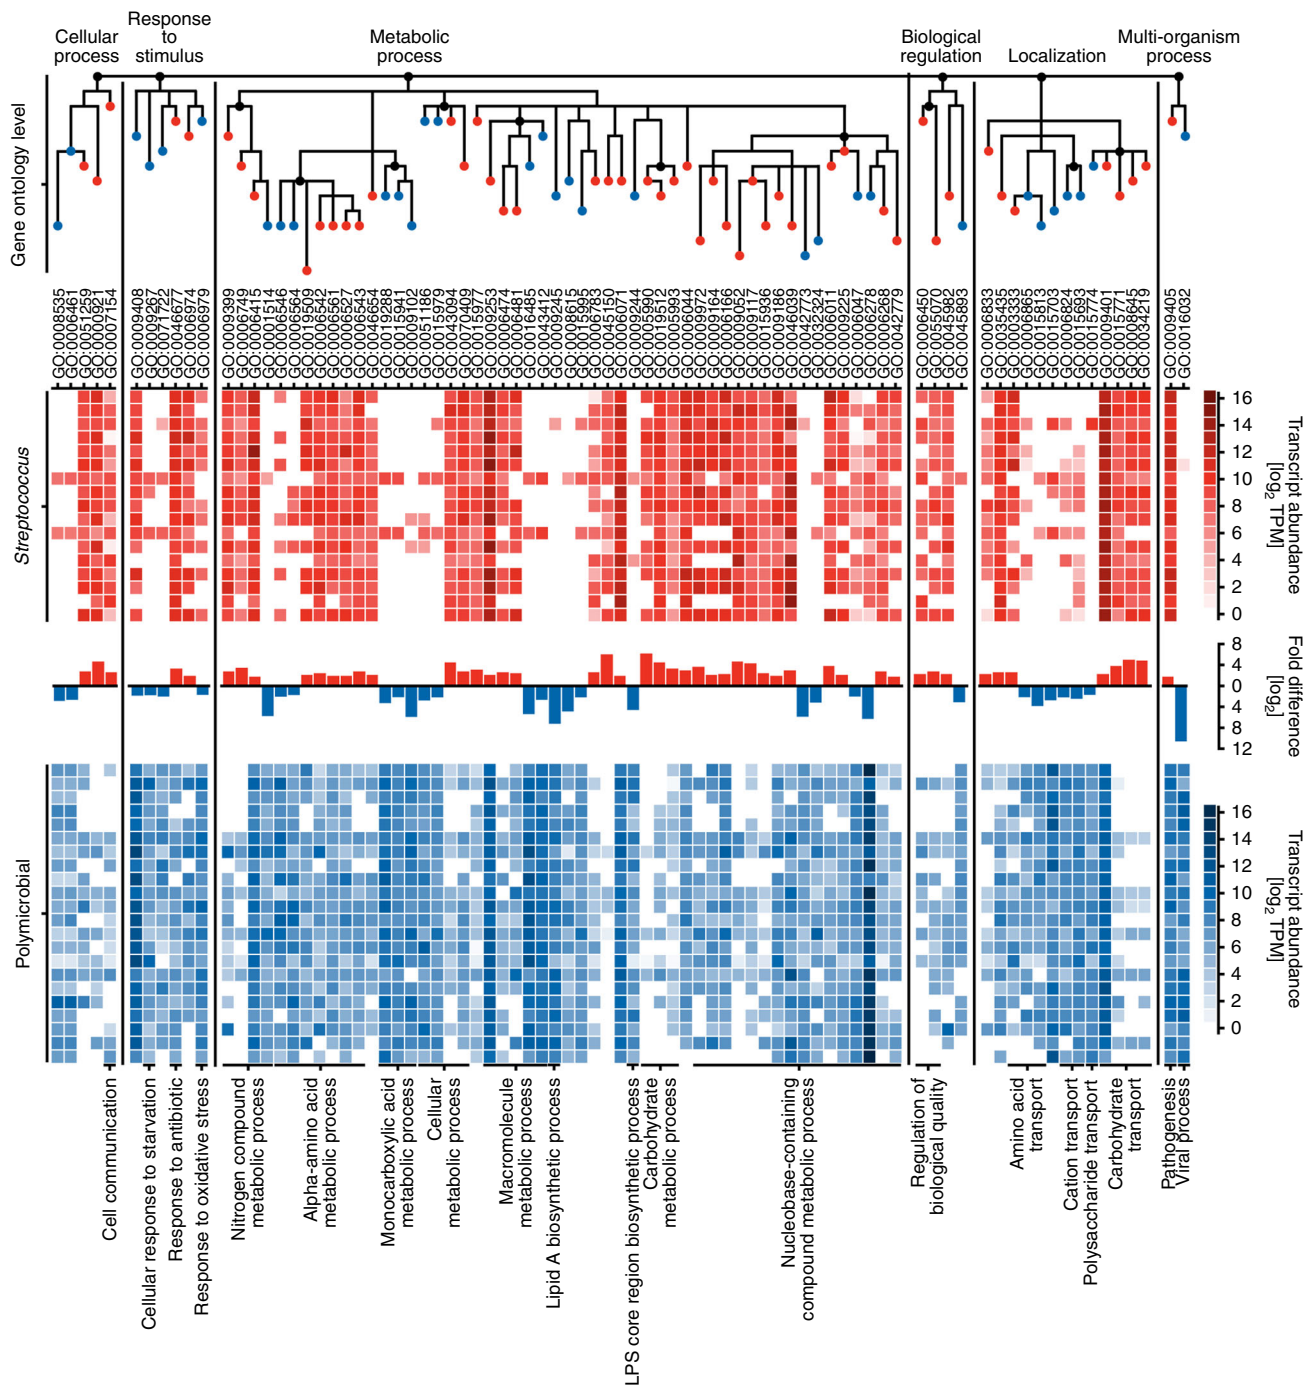 Cellular
process
Response
to
stimulus
Metabolic
process
Biological
regulation
Localization
Multi-organism
process
Gene ontology level
GO:0008535
GO:0006461
GO:0051259
GO:0000921
GO:0007154
GO:0009408
GO:0009267
GO:0071722
GO:0046677
GO:0006974
GO:0006979
GO:0009399
GO:0006749
GO:0006415
GO:0001514
GO:0006546
GO:0006564
GO:0019509
GO:0006542
GO:0006561
GO:0006527
GO:0006543
GO:0046654
GO:0019288
GO:0015941
GO:0009102
GO:0051186
GO:0015979
GO:0043094
GO:0070409
GO:0019377
GO:0009253
GO:0006474
GO:0006481
GO:0016485
GO:0043412
GO:0009245
GO:0008615
GO:0015995
GO:0006783
GO:0045150
GO:0006071
GO:0009244
GO:0005990
GO:0019512
GO:0005993
GO:0009164
GO:0006166
GO:0009052
GO:0009117
GO:0015936
GO:0046039
GO:0042773
GO:0032324
GO:0006047
GO:0009225
GO:0006278
GO:0006268
GO:0042779
GO:0006450
GO:0055070
GO:0045982
GO:0045893
GO:0006833
GO:0035435
GO:0003333
GO:0006865
GO:0015813
GO:0015703
GO:0006824
GO:0015692
GO:0015774
GO:0009401
GO:0015771
GO:0008645
GO:0034219
GO:0009405
GO:0016032
Streptococcus
16
14
12
10
8
6
4
2
0
Transcript abundance
[log2 TPM]
8
4
0
4
8
12
Fold difference
[log2]
Polymicrobial
16
14
12
10
8
6
4
2
0
Transcript abundance
[log2 TPM]
Cell communication
Cellular response to starvation
Response to antibiotic
Response to oxidative stress
Nitrogen compound
metabolic process
Alpha-amino acid
metabolic process
Monocarboxylic acid
metabolic process
Cellular
metabolic process
Macromolecule
metabolic process
Lipid A biosynthetic process
LPS core region biosynthetic process
Carbohydrate
metabolic process
Nucleobase-containing
compound metabolic process
Regulation of
biological quality
Amino acid
transport
Cation transport
Polysaccharide transport
Carbohydrate
transport
Pathogenesis
Viral process